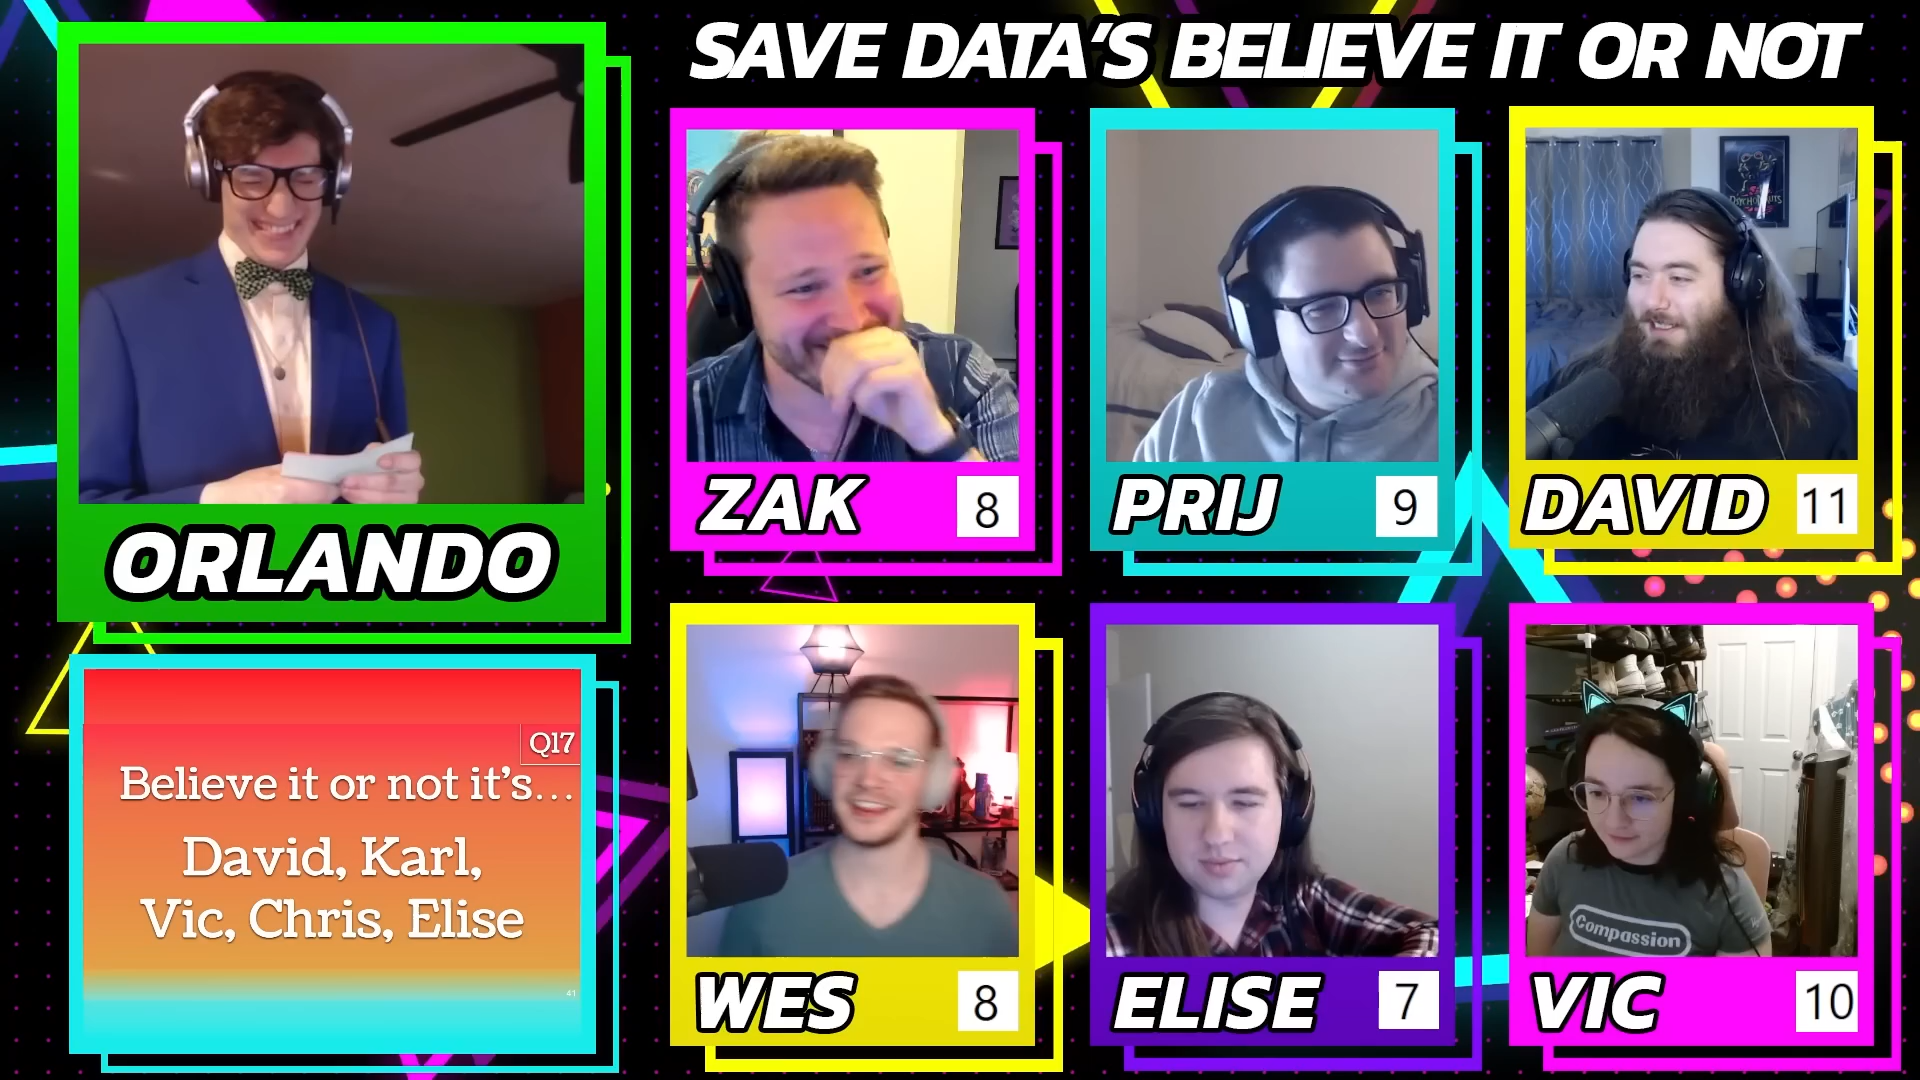 SAVE DATA'S BELIEVE IT OR NOT
ORLANDO
ZAK 8
PRIJ 9
DAVID 11
Q17
Believe it or not it's...
David, Karl,
Vic, Chris, Elise
41
WES 8
ELISE 7
VIC 10
Compassion